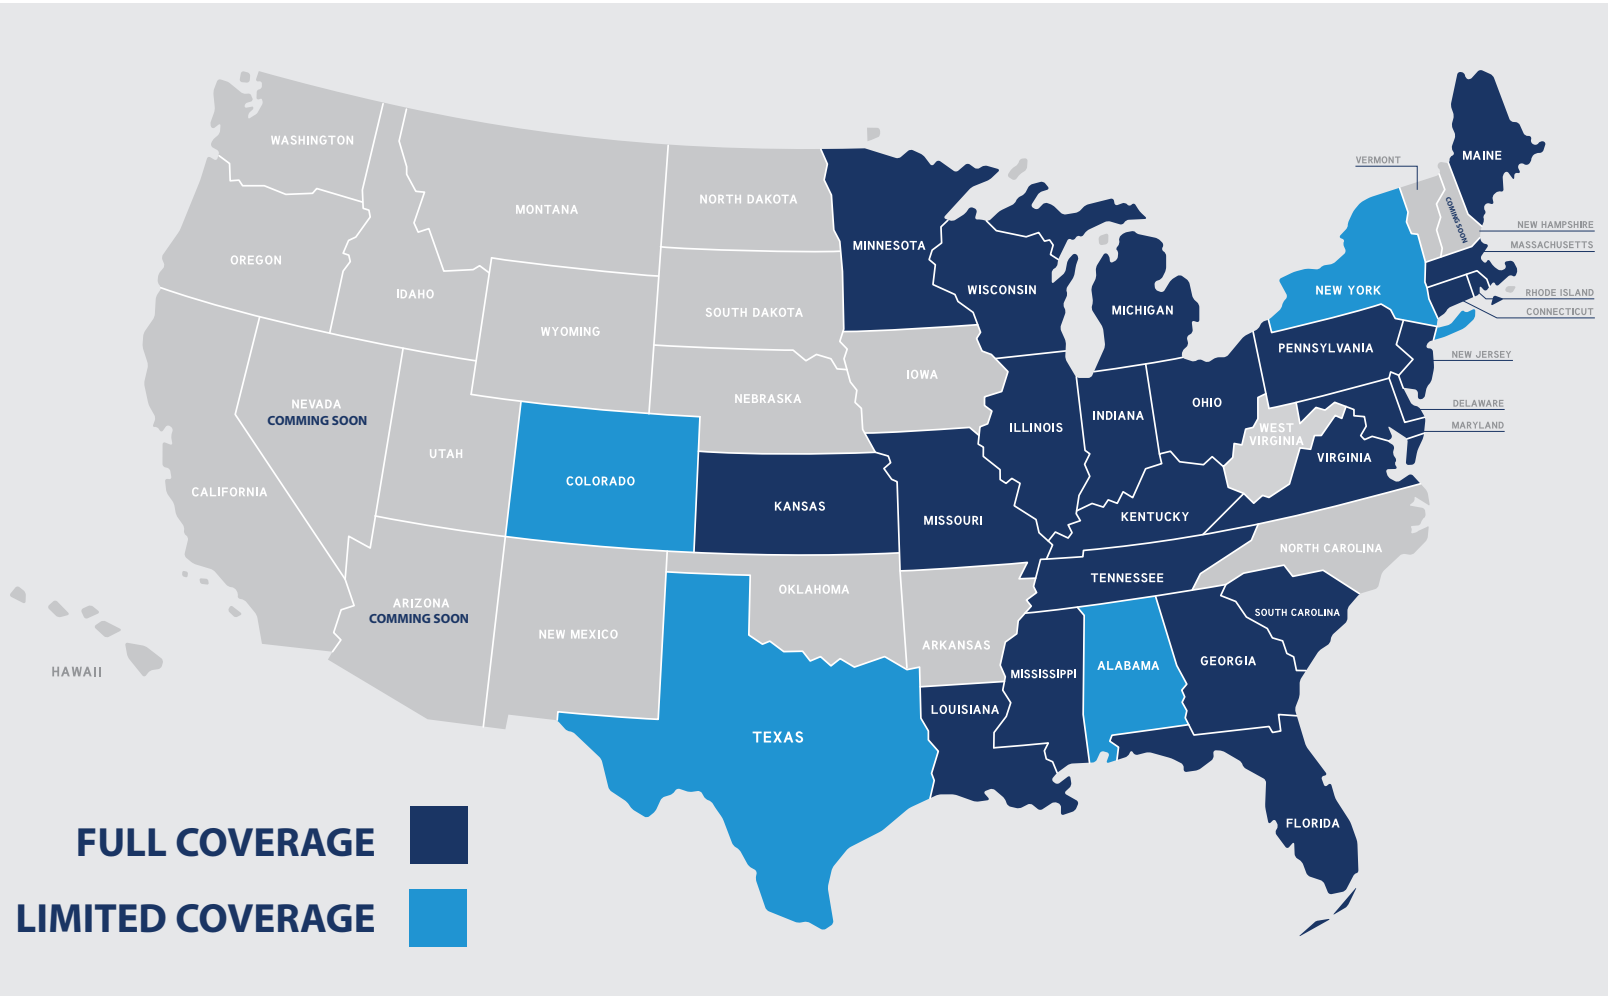 WASHINGTON
MONTANA
NORTH DAKOTA
MINNESOTA
VERMONT
MAINE
COMING SOON
NEW HAMPSHIRE
MASSACHUSETTS
OREGON
IDAHO
WYOMING
SOUTH DAKOTA
WISCONSIN
MICHIGAN
NEW YORK
RHODE ISLAND
CONNECTICUT
PENNSYLVANIA
NEW JERSEY
NEVADA
COMMING SOON
NEBRASKA
IOWA
ILLINOIS
INDIANA
OHIO
WEST
VIRGINIA
DELAWARE
MARYLAND
VIRGINIA
CALIFORNIA
UTAH
COLORADO
KANSAS
MISSOURI
KENTUCKY
NORTH CAROLINA
ARIZONA
COMMING SOON
NEW MEXICO
OKLAHOMA
ARKANSAS
TENNESSEE
SOUTH CAROLINA
HAWAII
TEXAS
LOUISIANA
MISSISSIPPI
ALABAMA
GEORGIA
FLORIDA
FULL COVERAGE
LIMITED COVERAGE